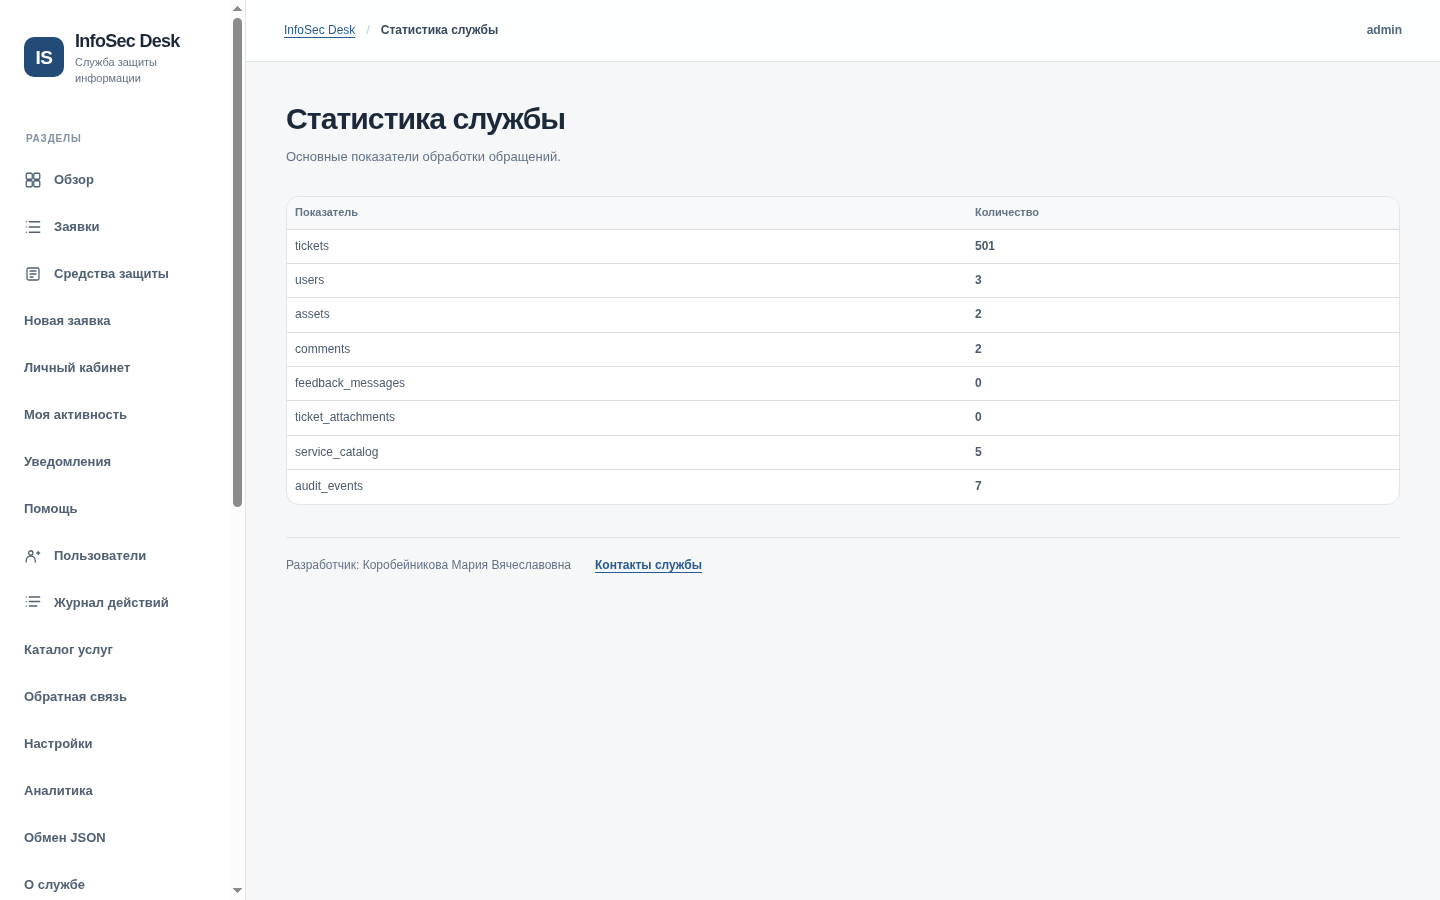 IS
InfoSec Desk
Служба защиты
информации
РАЗДЕЛЫ
Обзор
Заявки
Средства защиты
Новая заявка
Личный кабинет
Моя активность
Уведомления
Помощь
Пользователи
Журнал действий
Каталог услуг
Обратная связь
Настройки
Аналитика
Обмен JSON
О службе
InfoSec Desk / Статистика службы
admin
Статистика службы
Основные показатели обработки обращений.
Показатель Количество
tickets 501
users 3
assets 2
comments 2
feedback_messages 0
ticket_attachments 0
service_catalog 5
audit_events 7
Разработчик: Коробейникова Мария Вячеславовна Контакты службы